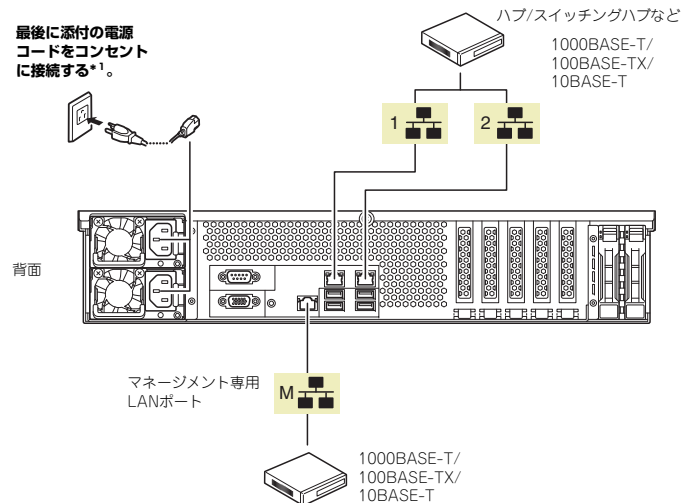 最後に添付の電源
コードをコンセント
に接続する*1。
ハブ/スイッチングハブなど
1000BASE-T/
100BASE-TX/
10BASE-T
1
2
背面
マネージメント専用
LANポート
M
1000BASE-T/
100BASE-TX/
10BASE-T